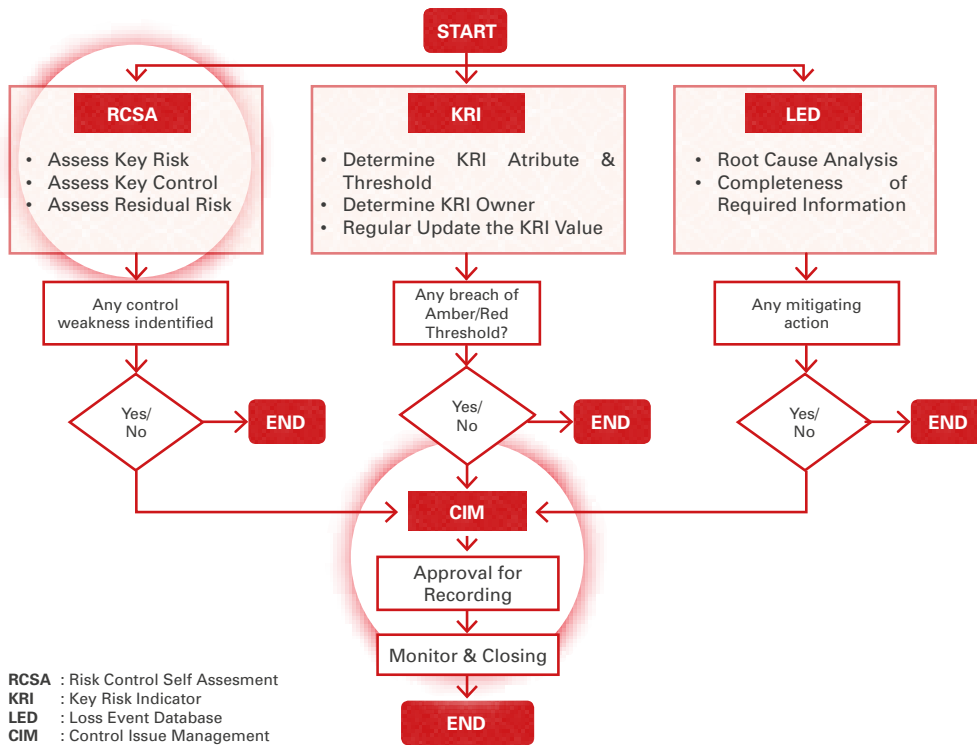 START
RCSA
• Assess Key Risk
• Assess Key Control
• Assess Residual Risk
KRI
• Determine KRI Atribute &
Threshold
• Determine KRI Owner
• Regular Update the KRI Value
LED
• Root Cause Analysis
• Completeness of
Required Information
Any control
weakness indentified
Any breach of
Amber/Red
Threshold?
Any mitigating
action
Yes/
No
END
Yes/
No
END
Yes/
No
END
CIM
Approval for
Recording
Monitor & Closing
END
RCSA : Risk Control Self Assesment
KRI : Key Risk Indicator
LED : Loss Event Database
CIM : Control Issue Management